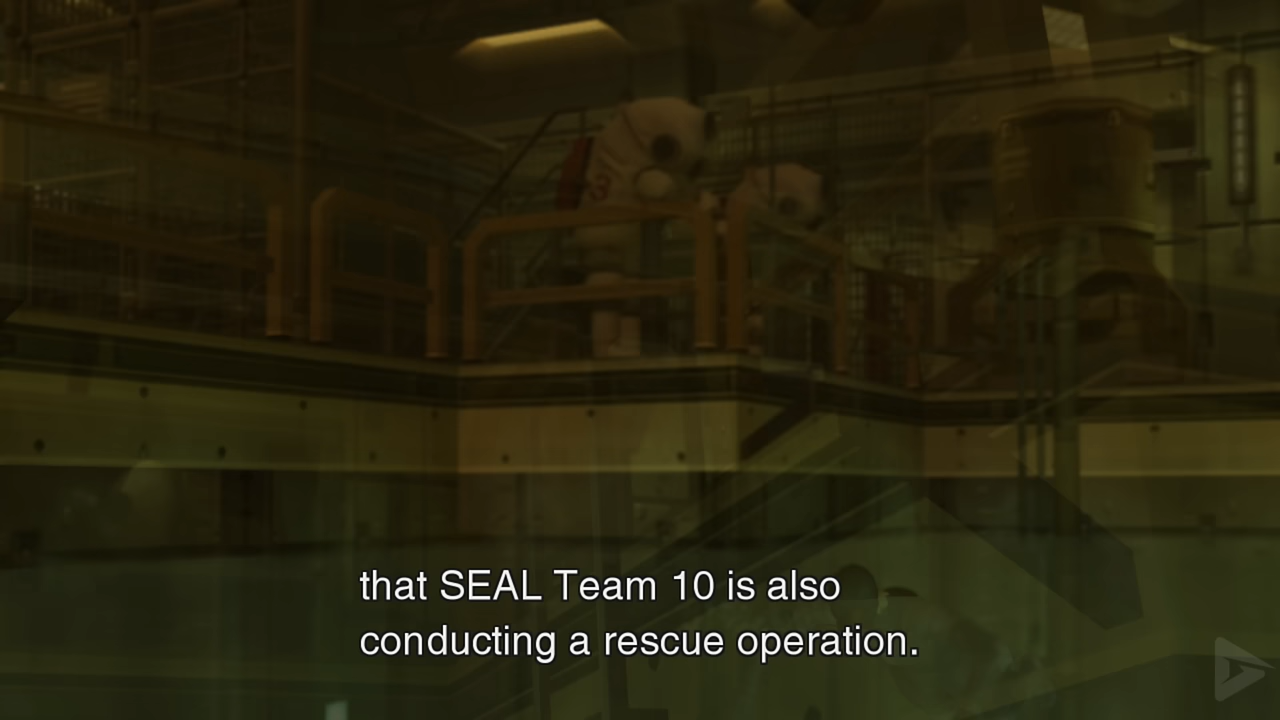 that SEAL Team 10 is also
conducting a rescue operation.